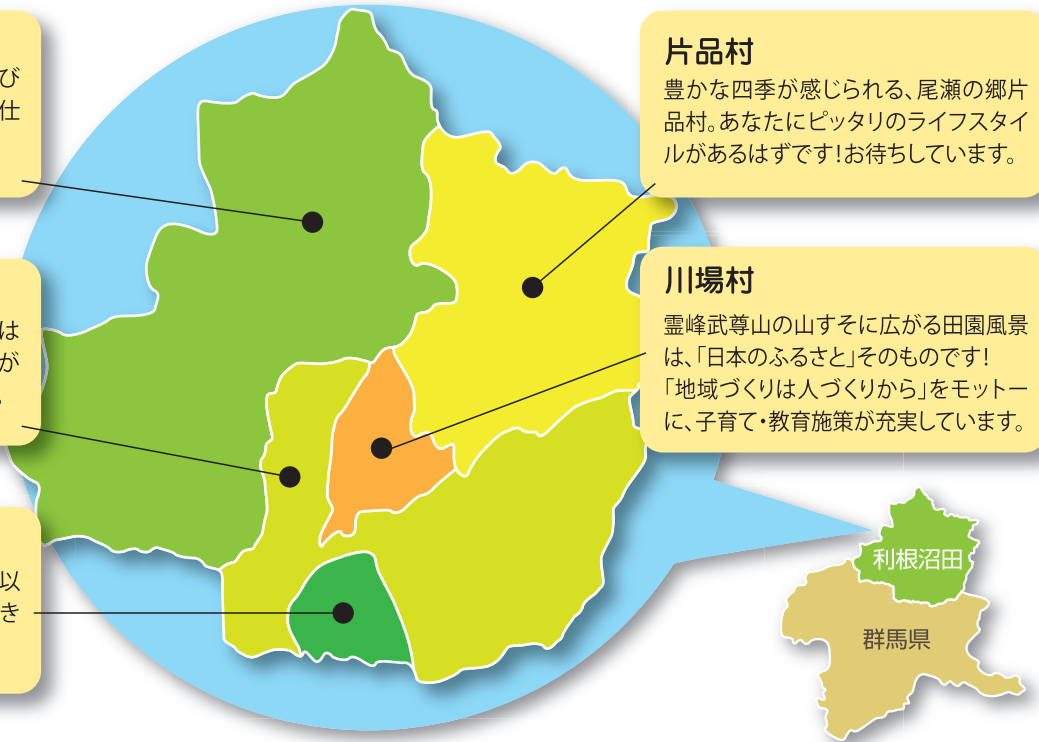 び
仕
は
が
。
以
き
片品村
豊かな四季が感じられる、尾瀬の郷片
品村。あなたにピッタリのライフスタイ
ルがあるはずです!お待ちしています。
川場村
霊峰武尊山の山すそに広がる田園風景
は、「日本のふるさと」そのものです!
「地域づくりは人づくりから」をモットー
に、子育て・教育施策が充実しています。
利根沼田
群馬県